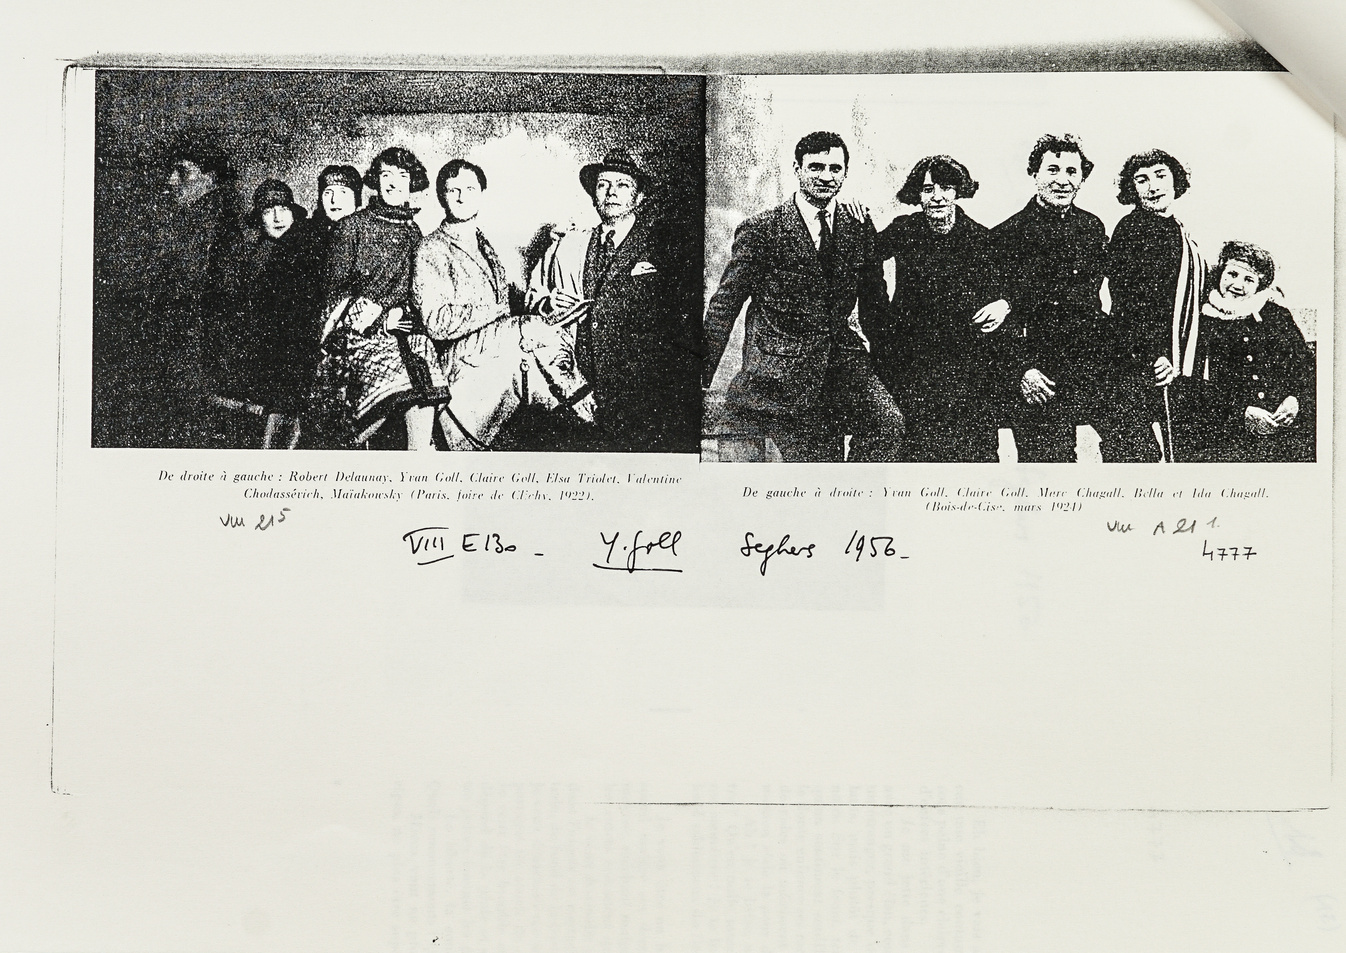 De droite à gauche : Robert Delaunay, Yvan Goll, Claire Goll, Elsa Triolet, Valentine
Chodassévich, Maïakowsky (Paris, foire de Clichy, 1922).
De gauche à droite : Yvan Goll, Claire Goll, Merc Chagall, Bella et Ida Chagall.
(Bois-de-Cise, mars 1924)
VIII 215
VIII A 21 1.
VIII E130 - Y. Goll Seghers 1956-
4777